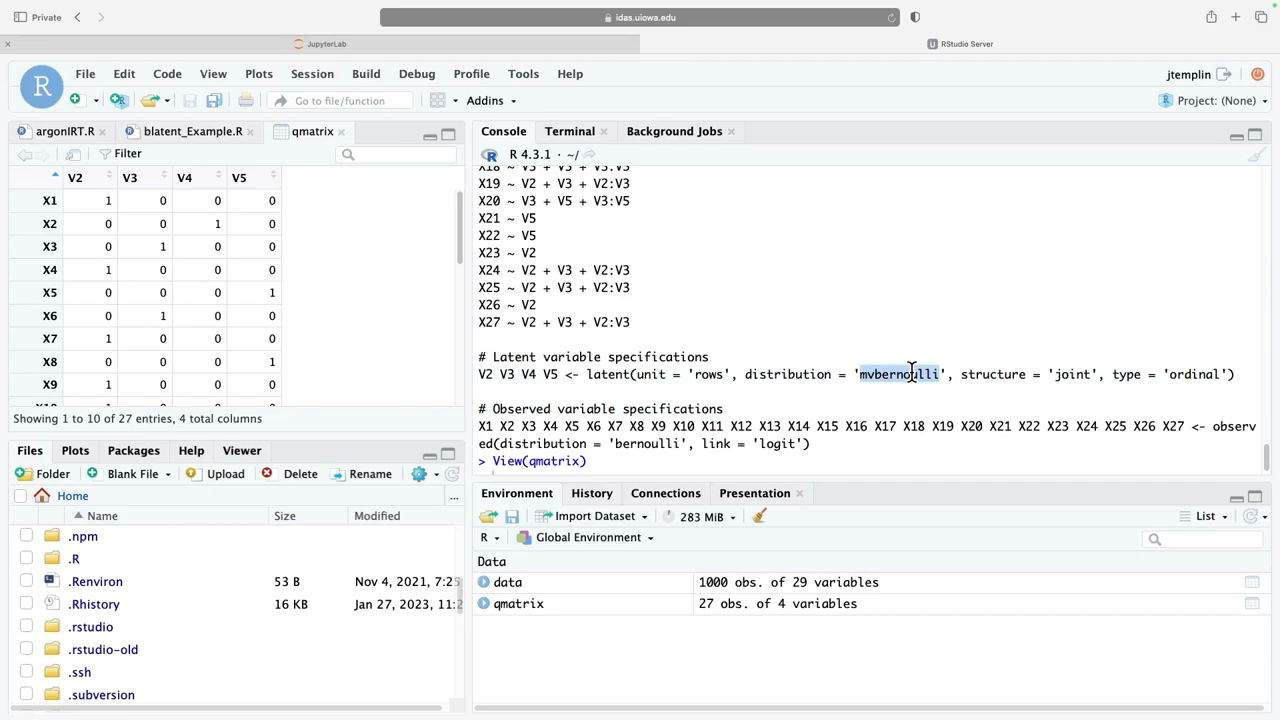 Private
idas.uiowa.edu
JupyterLab
RStudio Server
R
File Edit Code View Plots Session Build Debug Profile Tools Help
jtemplin
Go to file/function
Addins
Project: (None)
argonIRT.R
blatent_Example.R
qmatrix
Filter
V2 V3 V4 V5
X1 1 0 0 0
X2 0 0 1 0
X3 0 1 0 0
X4 1 0 0 0
X5 0 0 0 1
X6 0 1 0 0
X7 1 0 0 0
X8 0 0 0 1
X9 1 0 0 0
Showing 1 to 10 of 27 entries, 4 total columns
Files Plots Packages Help Viewer
Folder Blank File Upload Delete Rename
Home
Name Size Modified
.npm
.R
.Renviron 53 B Nov 4, 2021, 7:25
.Rhistory 16 KB Jan 27, 2023, 11:2
.rstudio
.rstudio-old
.ssh
.subversion
Console Terminal Background Jobs
R 4.3.1 · ~/
X19 ~ V2 + V3 + V2:V3
X20 ~ V3 + V5 + V3:V5
X21 ~ V5
X22 ~ V5
X23 ~ V2
X24 ~ V2 + V3 + V2:V3
X25 ~ V2 + V3 + V2:V3
X26 ~ V2
X27 ~ V2 + V3 + V2:V3
# Latent variable specifications
V2 V3 V4 V5 <- latent(unit = 'rows', distribution = 'mvbernoulli', structure = 'joint', type = 'ordinal')
# Observed variable specifications
X1 X2 X3 X4 X5 X6 X7 X8 X9 X10 X11 X12 X13 X14 X15 X16 X17 X18 X19 X20 X21 X22 X23 X24 X25 X26 X27 <- observ
ed(distribution = 'bernoulli', link = 'logit')
> View(qmatrix)
Environment History Connections Presentation
Import Dataset
283 MiB
List
R
Global Environment
Data
data 1000 obs. of 29 variables
qmatrix 27 obs. of 4 variables